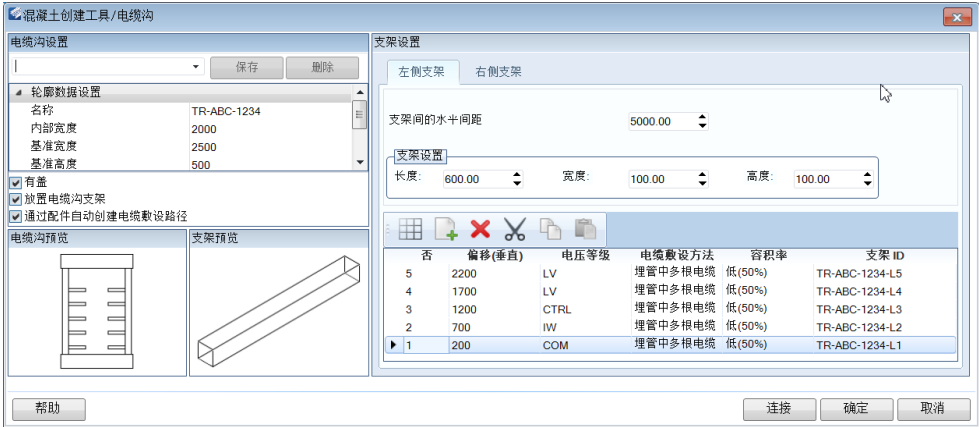 混凝土创建工具/电缆沟
电缆沟设置
保存 删除
轮廓数据设置
名称 TR-ABC-1234
内部宽度 2000
基准宽度 2500
基准高度 500
有盖
放置电缆沟支架
通过配件自动创建电缆敷设路径
电缆沟预览 支架预览
支架设置
左侧支架 右侧支架
支架间的水平间距 5000.00
支架设置
长度: 600.00 宽度: 100.00 高度: 100.00
否 偏移(垂直) 电压等级 电缆敷设方法 容积率 支架 ID
5 2200 LV 埋管中多根电缆 低(50%) TR-ABC-1234-L5
4 1700 LV 埋管中多根电缆 低(50%) TR-ABC-1234-L4
3 1200 CTRL 埋管中多根电缆 低(50%) TR-ABC-1234-L3
2 700 IW 埋管中多根电缆 低(50%) TR-ABC-1234-L2
1 200 COM 埋管中多根电缆 低(50%) TR-ABC-1234-L1
帮助 连接 确定 取消